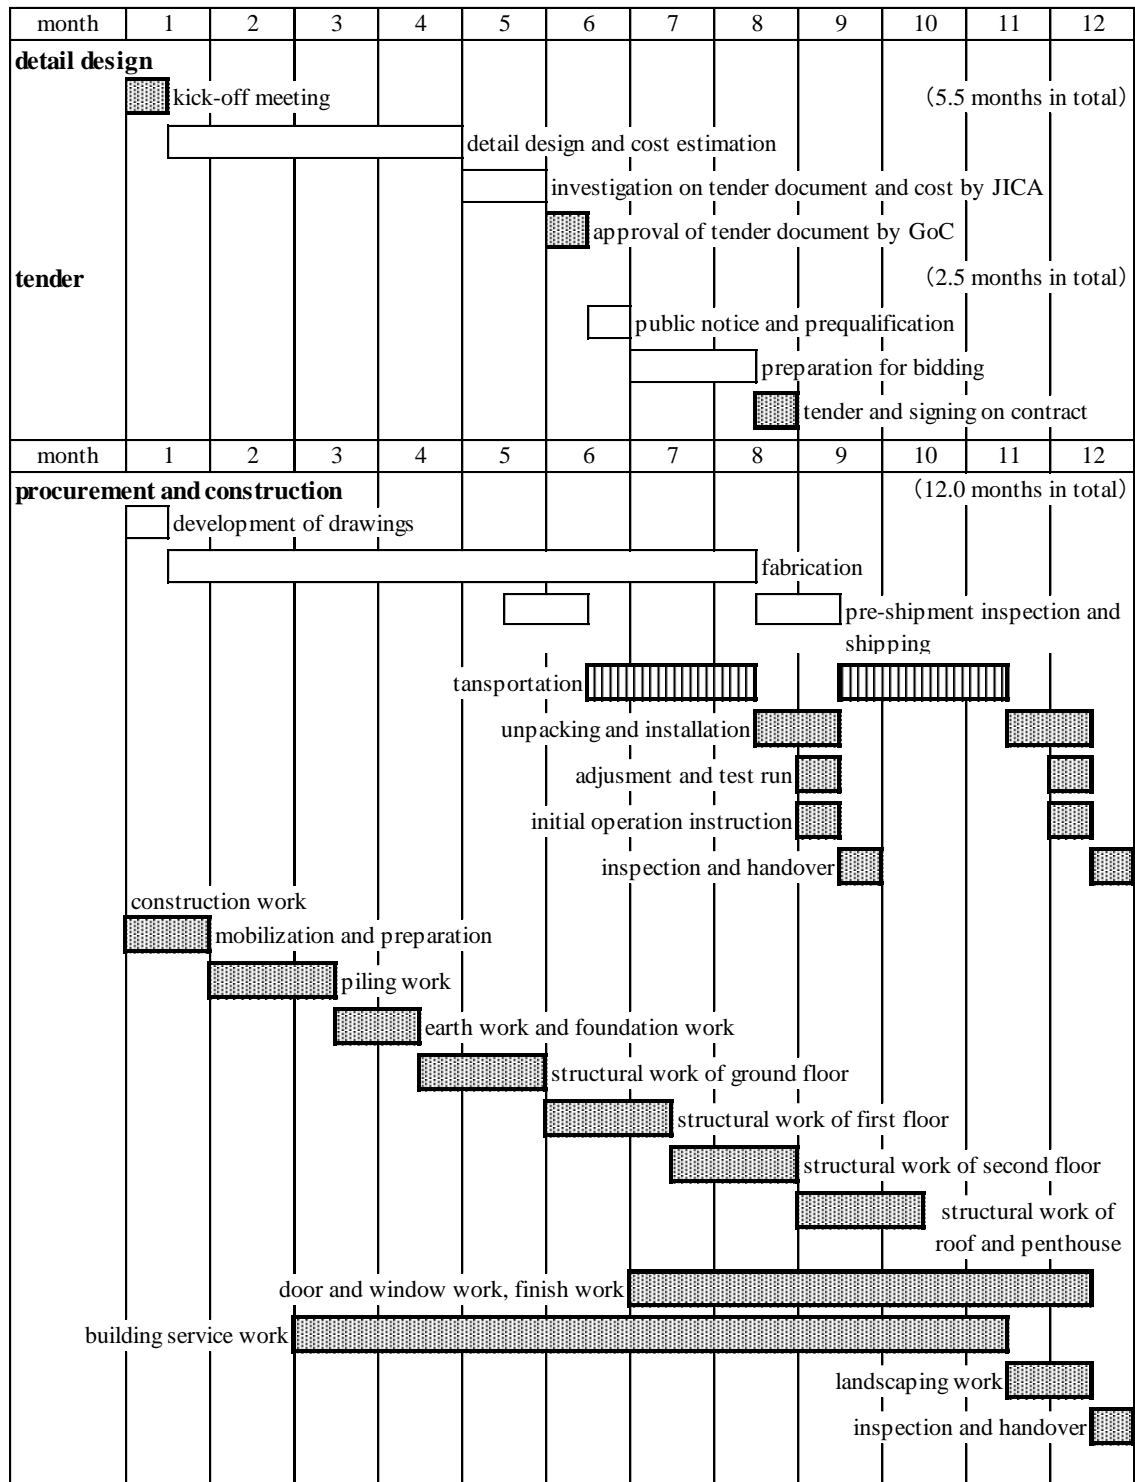 month 1 2 3 4 5 6 7 8 9 10 11 12
detail design
kick-off meeting (5.5 months in total)
detail design and cost estimation
investigation on tender document and cost by JICA
approval of tender document by GoC
tender (2.5 months in total)
public notice and prequalification
preparation for bidding
tender and signing on contract
month 1 2 3 4 5 6 7 8 9 10 11 12
procurement and construction (12.0 months in total)
development of drawings
fabrication
pre-shipment inspection and
shipping
tansportation
unpacking and installation
adjusment and test run
initial operation instruction
inspection and handover
construction work
mobilization and preparation
piling work
earth work and foundation work
structural work of ground floor
structural work of first floor
structural work of second floor
structural work of
roof and penthouse
door and window work, finish work
building service work
landscaping work
inspection and handover